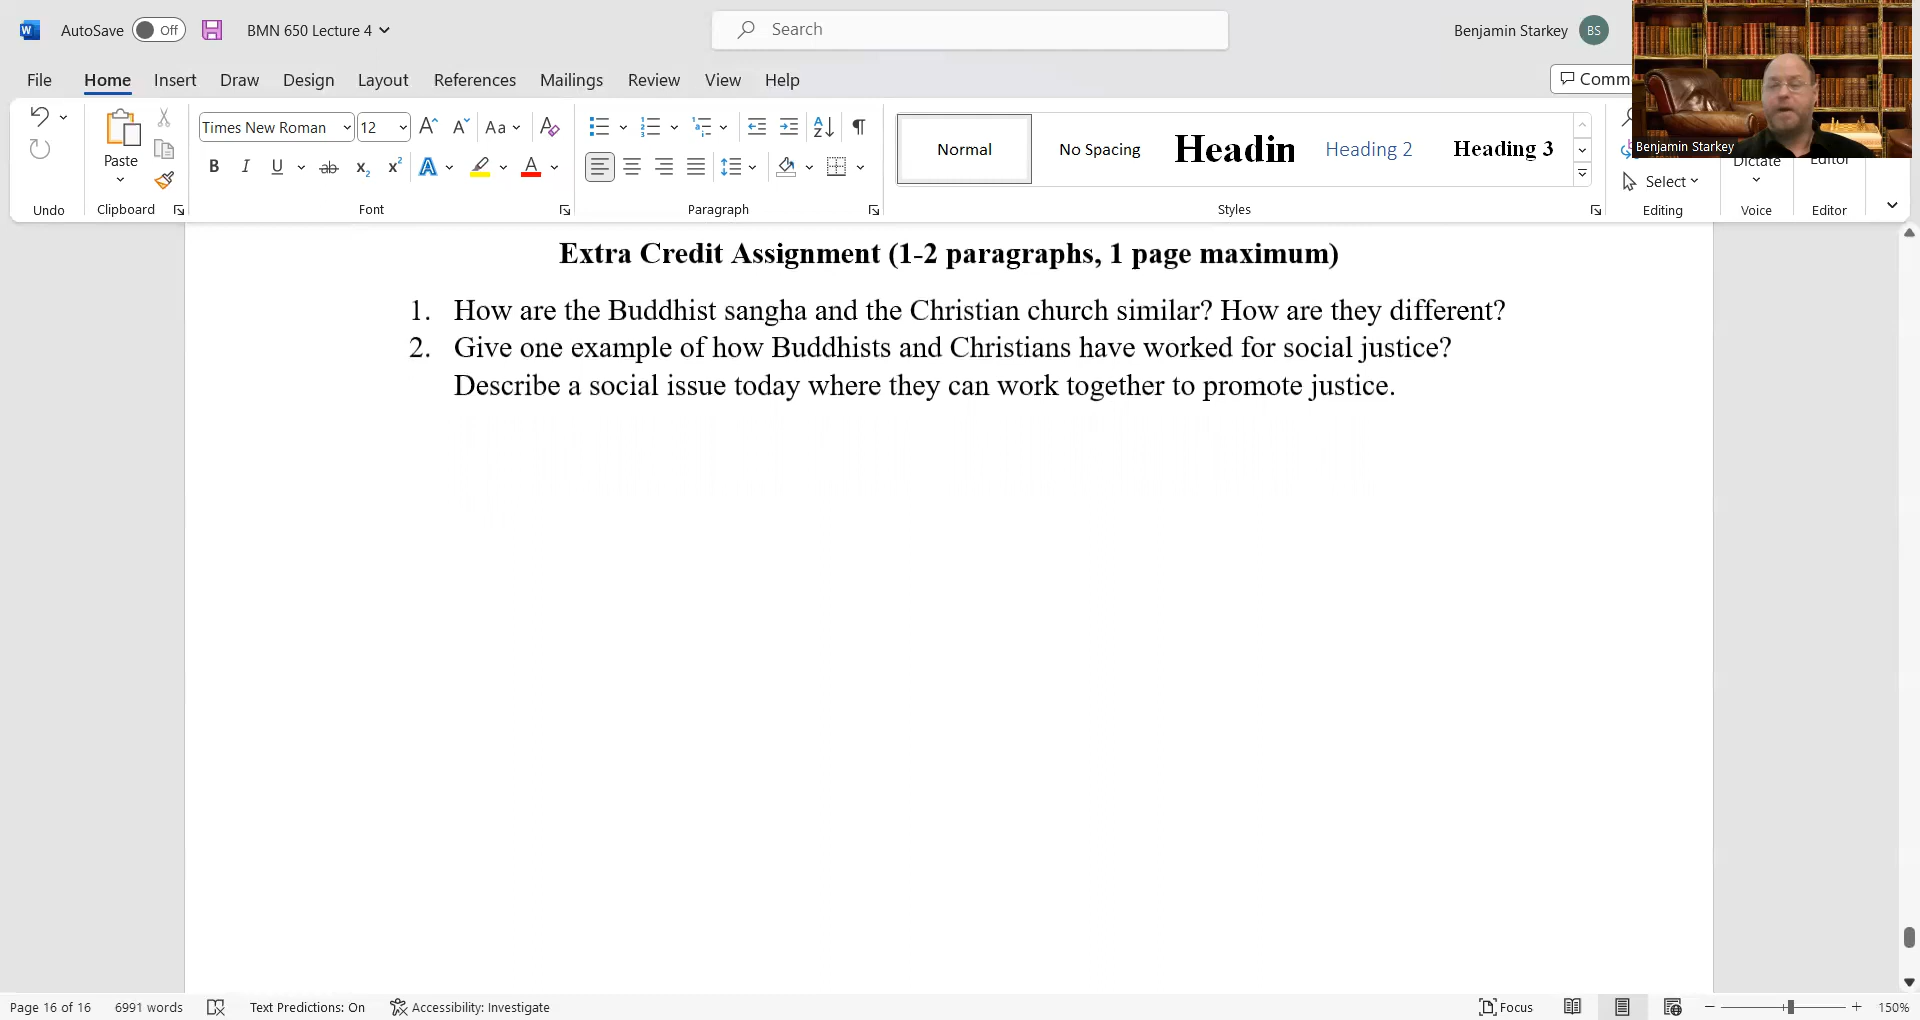 AutoSave Off BMN 650 Lecture 4 Search Benjamin Starkey BS
File Home Insert Draw Design Layout References Mailings Review View Help
Times New Roman 12 Aa Normal No Spacing Headin Heading 2 Heading 3
Benjamin Starkey
Paste Dictate Editor
B I U ab x2 x2 A A Select
Undo Clipboard Font Paragraph Styles Editing Voice Editor
Extra Credit Assignment (1-2 paragraphs, 1 page maximum)
1. How are the Buddhist sangha and the Christian church similar? How are they different?
2. Give one example of how Buddhists and Christians have worked for social justice?
Describe a social issue today where they can work together to promote justice.
Page 16 of 16 6991 words Text Predictions: On Accessibility: Investigate Focus 150%